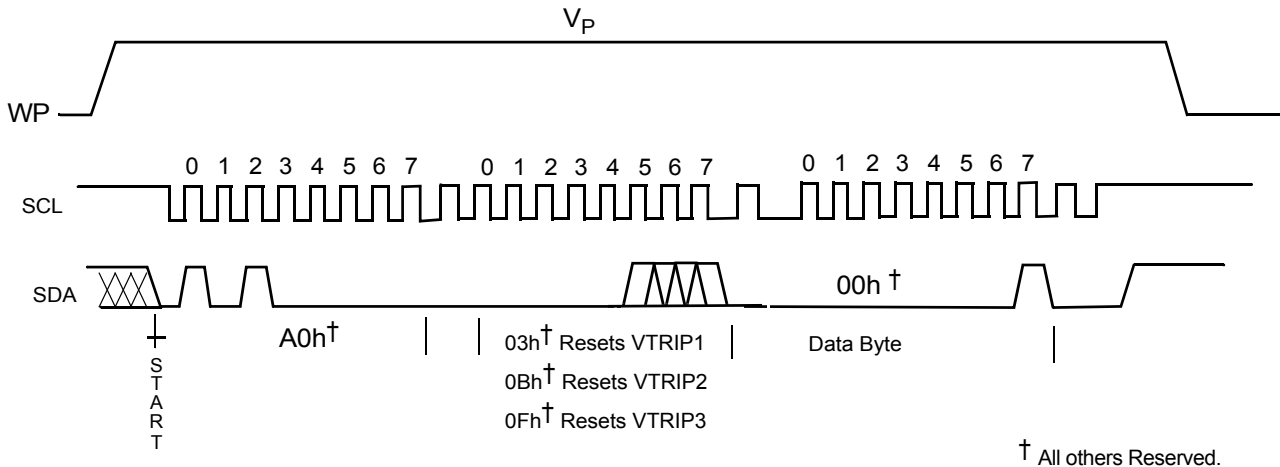 VP
WP
0 1 2 3 4 5 6 7 0 1 2 3 4 5 6 7 0 1 2 3 4 5 6 7
SCL
SDA
00h †
A0h†
03h† Resets VTRIP1
Data Byte
0Bh† Resets VTRIP2
0Fh† Resets VTRIP3
START
† All others Reserved.